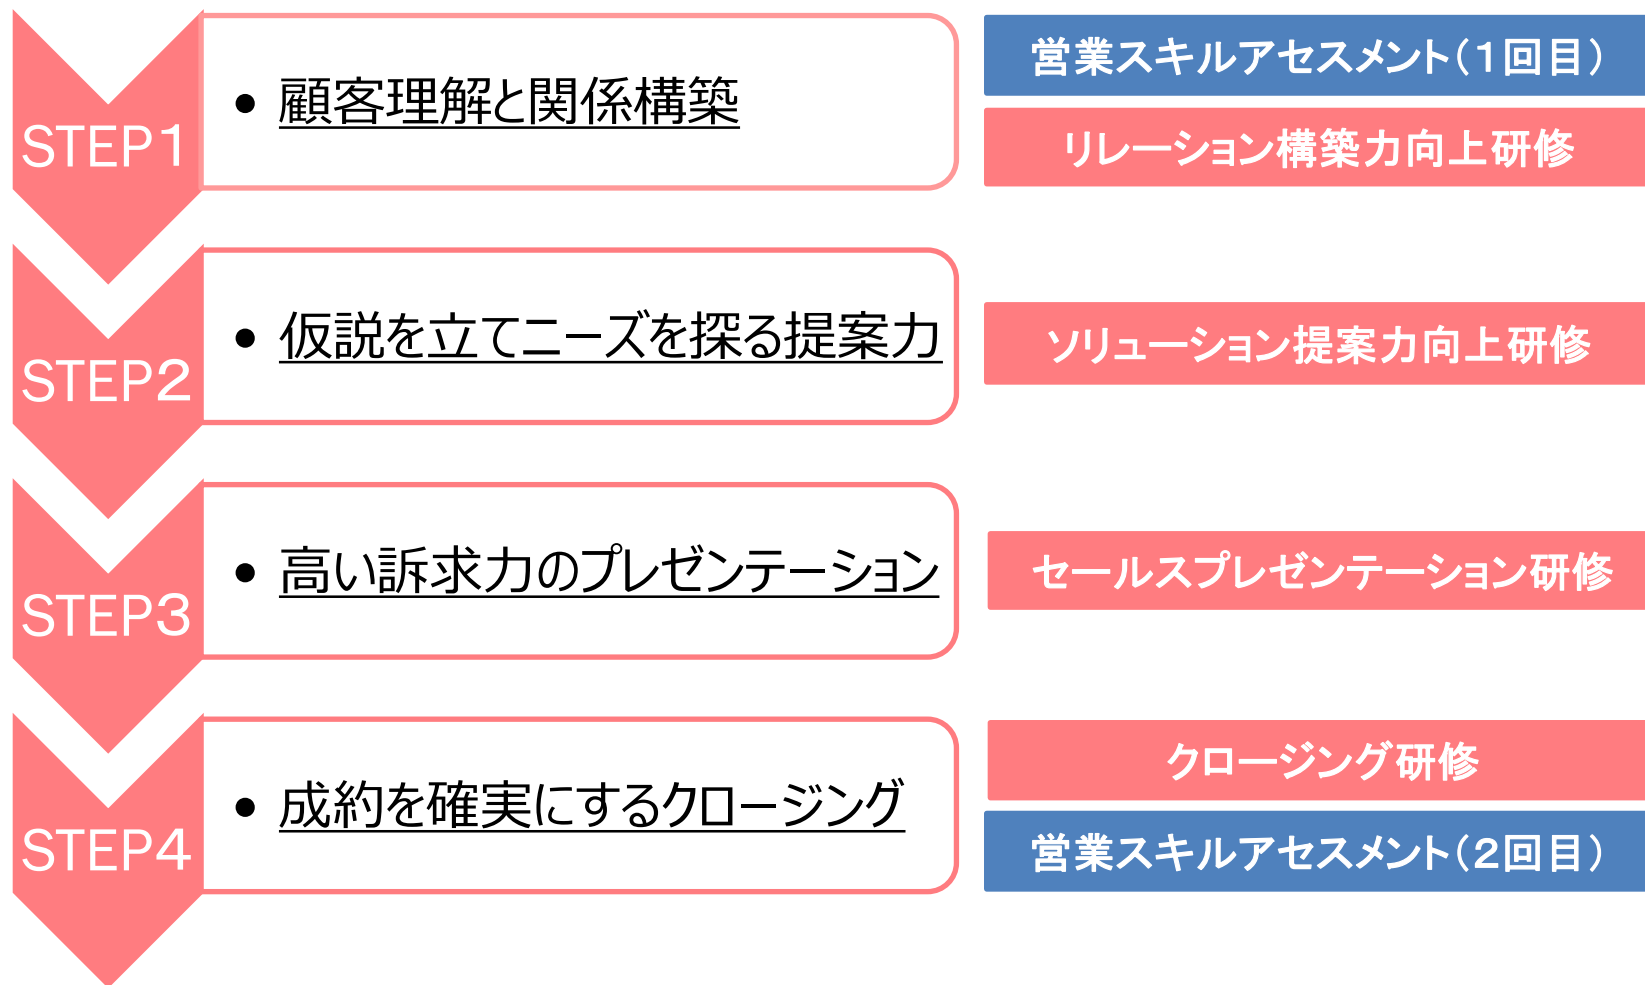 STEP1
• 顧客理解と関係構築
営業スキルアセスメント（１回目）
リレーション構築力向上研修
STEP2
• 仮説を立てニーズを探る提案力
ソリューション提案力向上研修
STEP3
• 高い訴求力のプレゼンテーション
セールスプレゼンテーション研修
STEP4
• 成約を確実にするクロージング
クロージング研修
営業スキルアセスメント（２回目）